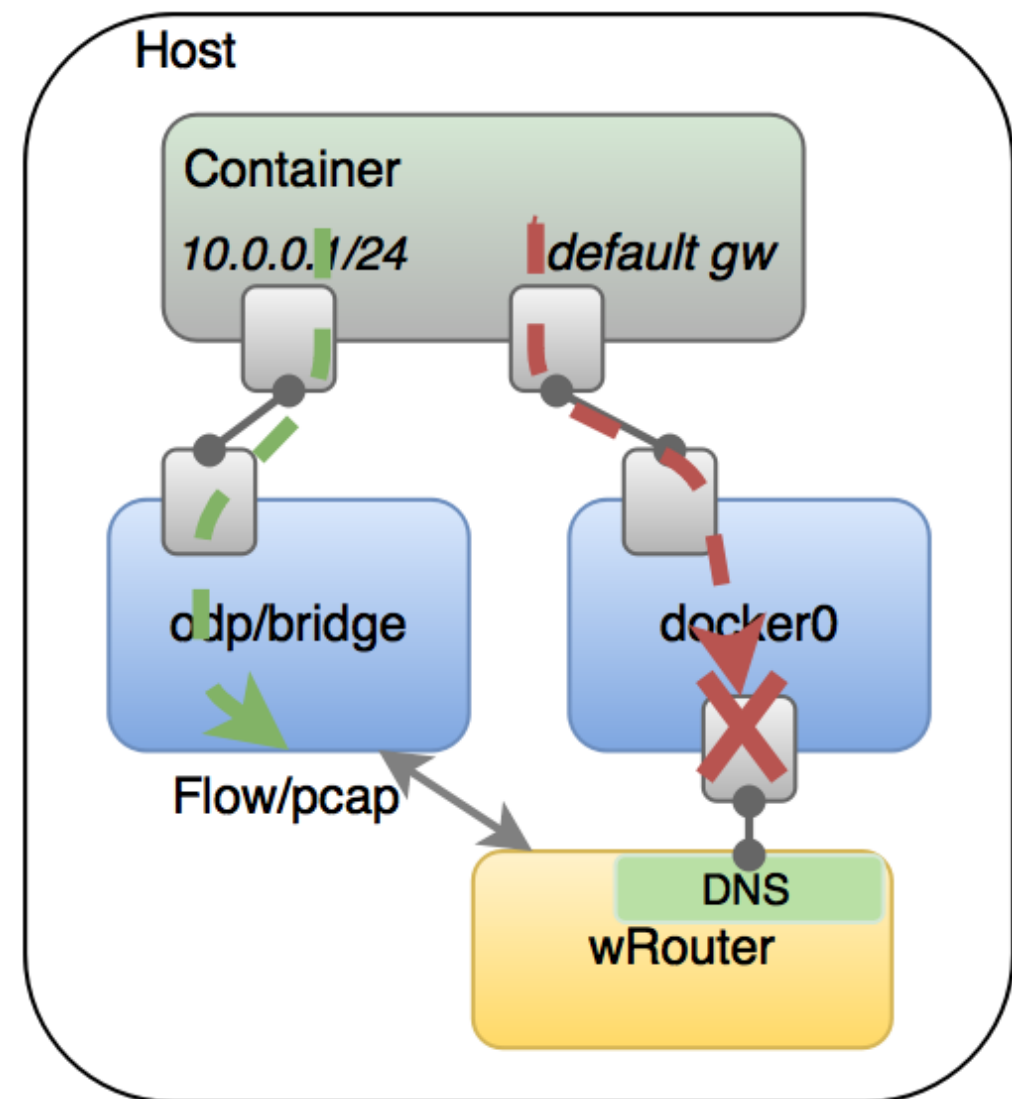 Host
Container
10.0.0.1/24
default gw
odp/bridge
docker0
Flow/pcap
DNS
wRouter